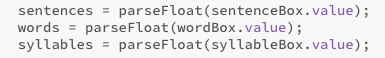 sentences = parseFloat(sentenceBox.value);
words = parseFloat(wordBox.value);
syllables = parseFloat(syllableBox.value);